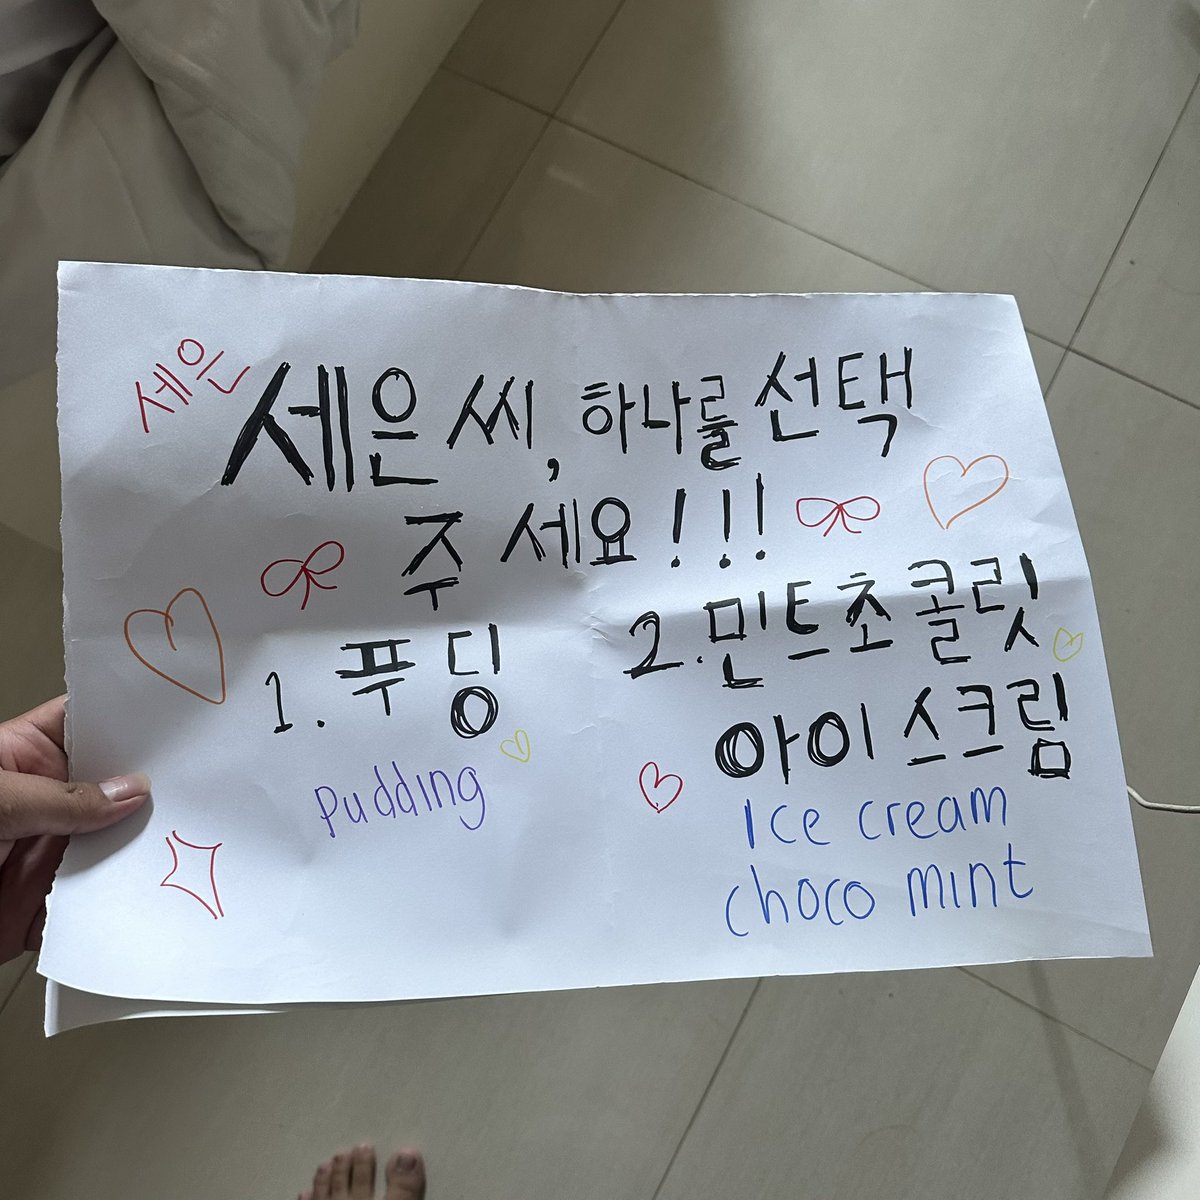 세은
세은 씨, 하나를 선택
주세요!!!
1. 푸딩
pudding
2. 민트초콜릿
아이스크림
Ice cream
choco mint